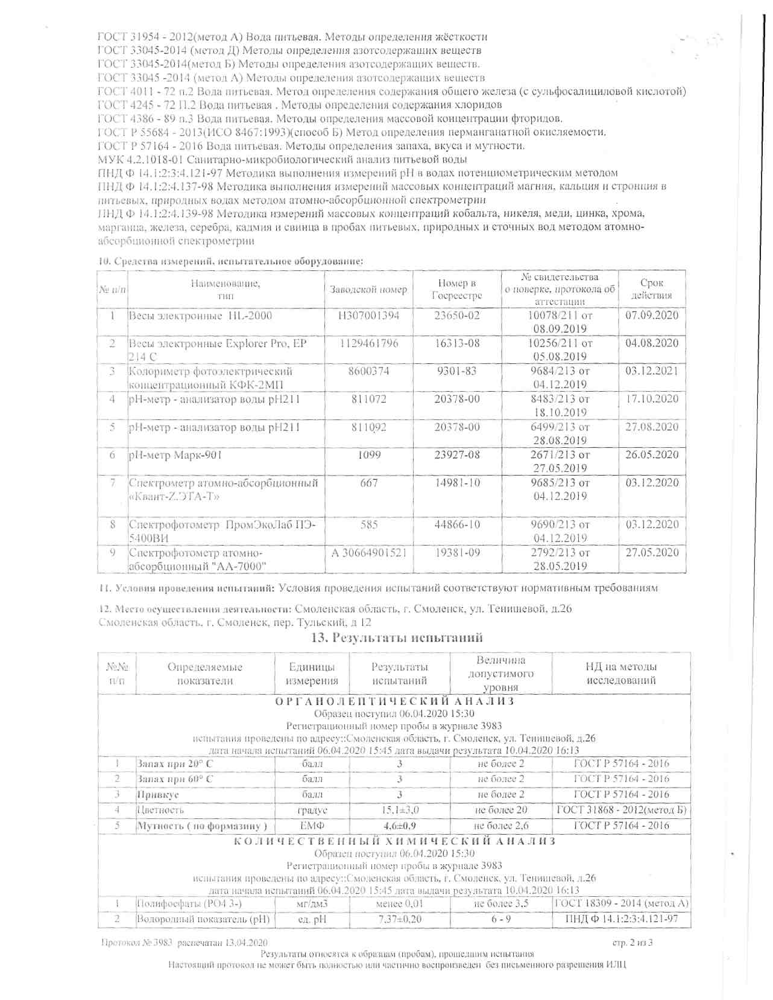 ГОСТ 31954 - 2012(метод А) Вода питьевая. Методы определения жёсткости
ГОСТ 33045-2014 (метод Д) Методы определения азотсодержащих веществ
ГОСТ 33045-2014(метод Б) Методы определения азотсодержащих веществ.
ГОСТ 33045 -2014 (метод А) Методы определения азотсодержащих веществ
ГОСТ 4011 - 72 п.2 Вода питьевая. Метод определения содержания общего железа (с сульфосалициловой кислотой)
ГОСТ 4245 - 72 П.2 Вода питьевая . Методы определения содержания хлоридов
ГОСТ 4386 - 89 п.3 Вода питьевая. Методы определения массовой концентрации фторидов.
ГОСТ Р 55684 - 2013(ИСО 8467:1993)(способ Б) Метод определения перманганатной окисляемости.
ГОСТ Р 57164 - 2016 Вода питьевая. Методы определения запаха, вкуса и мутности.
МУК 4.2.1018-01 Санитарно-микробиологический анализ питьевой воды
ПНД Ф 14.1:2:3:4.121-97 Методика выполнения измерений рН в водах потенциометрическим методом
ПНД Ф 14.1:2:4.137-98 Методика выполнения измерений массовых концентраций магния, кальция и стронция в
питьевых, природных водах методом атомно-абсорбционной спектрометрии
ПНД Ф 14.1:2:4.139-98 Методика измерений массовых концентраций кобальта, никеля, меди, цинка, хрома,
марганца, железа, серебра, кадмия и свинца в пробах питьевых, природных и сточных вод методом атомно-
абсорбционной спектрометрии
10. Средства измерений, испытательное оборудование:
№ п/п Наименование, тип Заводской номер Номер в Госреестре № свидетельства о поверке, протокола об аттестации Срок действия
1 Весы электронные HL-2000 Н307001394 23650-02 10078/211 от 08.09.2019 07.09.2020
2 Весы электронные Explorer Pro, EP 214 C 1129461796 16313-08 10256/211 от 05.08.2019 04.08.2020
3 Колориметр фотоэлектрический концентрационный КФК-2МП 8600374 9301-83 9684/213 от 04.12.2019 03.12.2021
4 рН-метр - анализатор воды рН211 811072 20378-00 8483/213 от 18.10.2019 17.10.2020
5 рН-метр - анализатор воды рН211 811092 20378-00 6499/213 от 28.08.2019 27.08.2020
6 рН-метр Марк-901 1099 23927-08 2671/213 от 27.05.2019 26.05.2020
7 Спектрометр атомно-абсорбционный «Квант-Z.ЭТА-Т» 667 14981-10 9685/213 от 04.12.2019 03.12.2020
8 Спектрофотометр ПромЭкоЛаб ПЭ-5400ВИ 585 44866-10 9690/213 от 04.12.2019 03.12.2020
9 Спектрофотометр атомно-абсорбционный "АА-7000" А 30664901521 19381-09 2792/213 от 28.05.2019 27.05.2020
11. Условия проведения испытаний: Условия проведения испытаний соответствуют нормативным требованиям
12. Место осуществления деятельности: Смоленская область, г. Смоленск, ул. Тенишевой, д.26
Смоленская область, г. Смоленск, пер. Тульский, д 12
13. Результаты испытаний
№№ п/п Определяемые показатели Единицы измерения Результаты испытаний Величина допустимого уровня НД на методы исследований
ОРГАНОЛЕПТИЧЕСКИЙ АНАЛИЗ
Образец поступил 06.04.2020 15:30
Регистрационный номер пробы в журнале 3983
испытания проведены по адресу::Смоленская область, г. Смоленск, ул. Тенишевой, д.26
дата начала испытаний 06.04.2020 15:45 дата выдачи результата 10.04.2020 16:13
1 Запах при 20° С балл 3 не более 2 ГОСТ Р 57164 - 2016
2 Запах при 60° С балл 3 не более 2 ГОСТ Р 57164 - 2016
3 Привкус балл 3 не более 2 ГОСТ Р 57164 - 2016
4 Цветность градус 15,1±3,0 не более 20 ГОСТ 31868 - 2012(метод Б)
5 Мутность ( по формазину ) ЕМФ 4,6±0,9 не более 2,6 ГОСТ Р 57164 - 2016
КОЛИЧЕСТВЕННЫЙ ХИМИЧЕСКИЙ АНАЛИЗ
Образец поступил 06.04.2020 15:30
Регистрационный номер пробы в журнале 3983
испытания проведены по адресу::Смоленская область, г. Смоленск, ул. Тенишевой, д.26
дата начала испытаний 06.04.2020 15:45 дата выдачи результата 10.04.2020 16:13
1 Полифосфаты (РО4 3-) мг/дм3 менее 0,01 не более 3,5 ГОСТ 18309 - 2014 (метод А)
2 Водородный показатель (рН) ед. рН 7,37±0,20 6 - 9 ПНД Ф 14.1:2:3:4.121-97
Протокол № 3983 распечатан 13.04.2020 стр. 2 из 3
Результаты относятся к образцам (пробам), прошедшим испытания
Настоящий протокол не может быть полностью или частично воспроизведен без письменного разрешения ИЛЦ